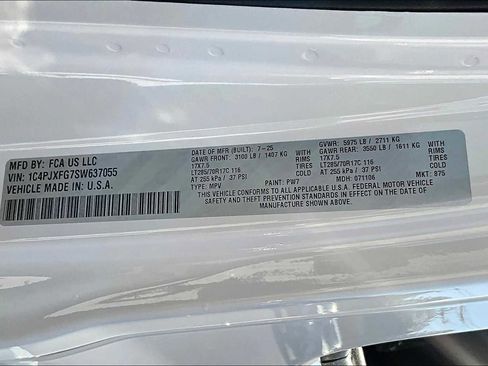 MFD BY: FCA US LLC
VIN: 1C4PJXFG7SW637055
VEHICLE MADE IN: U.S.A.
DATE OF MFR (BUILT): 7-25
GAWR FRONT: 3100 LB / 1407 KG
17X7.5 RIMS
LT285/70R17C 116 TIRES
AT 255 kPa / 37 PSI COLD
TYPE: MPV PAINT: PW7
GVWR: 5975 LB / 2711 KG
GAWR REAR: 3550 LB / 1611 KG
17X7.5 RIMS
LT285/70R17C 116 TIRES
AT 255 kPa / 37 PSI COLD
MDH: 071106 MKT: 875
THIS VEHICLE CONFORMS TO ALL APPLICABLE U.S.A. FEDERAL MOTOR VEHICLE
SAFETY AND THEFT PREVENTION STANDARDS IN EFFECT ON THE DATE OF
MANUFACTURE SHOWN ABOVE.